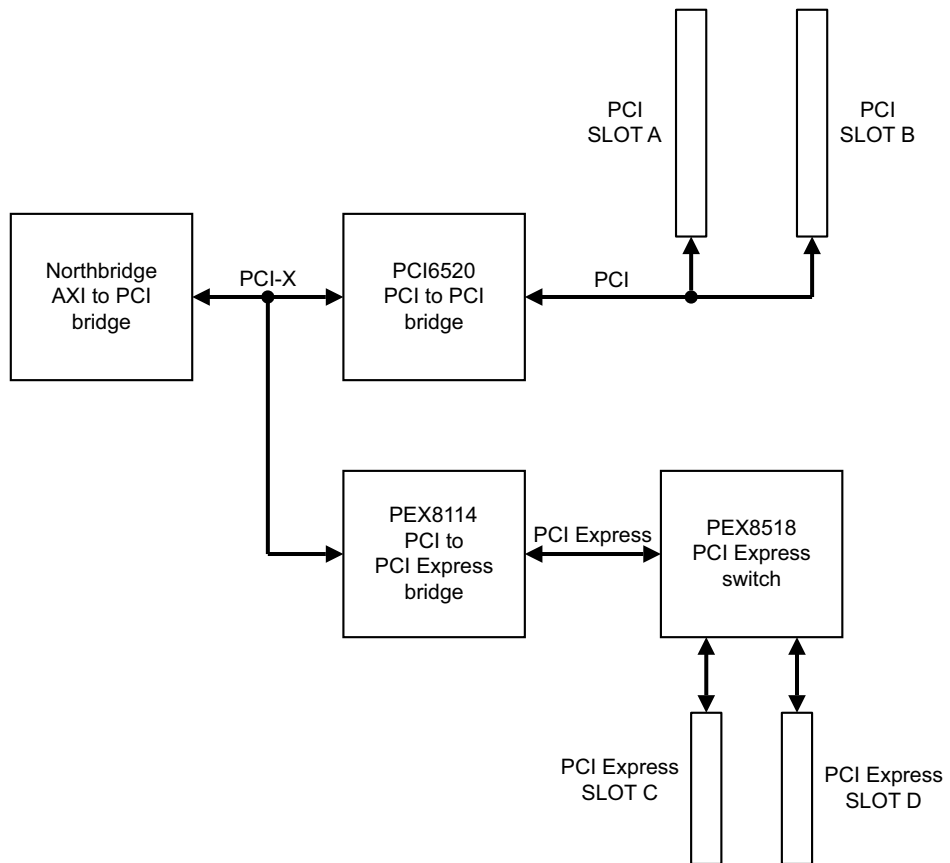 PCI
SLOT A
PCI
SLOT B
Northbridge
AXI to PCI
bridge
PCI-X
PCI6520
PCI to PCI
bridge
PCI
PEX8114
PCI to
PCI Express
bridge
PCI Express
PEX8518
PCI Express
switch
PCI Express
SLOT C
PCI Express
SLOT D